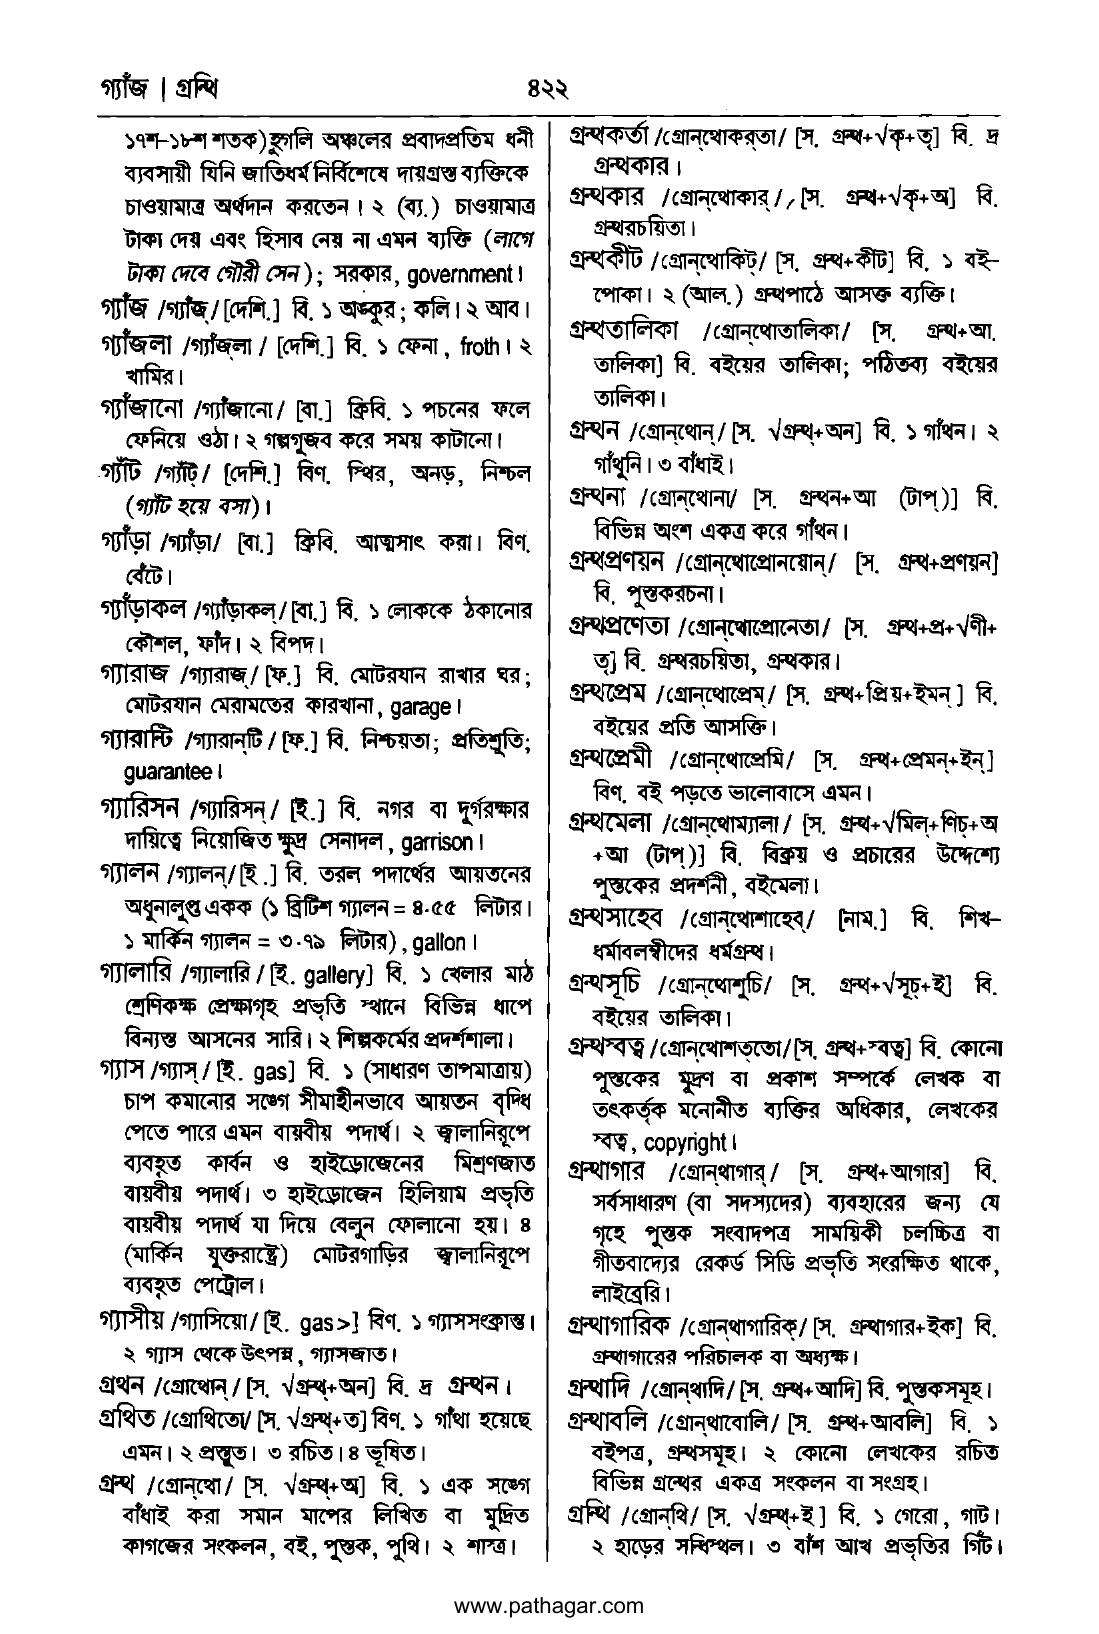 গ্যাঁজ | গ্রন্থি
৪২২
১৭শ–১৮শ শতক) হুগলি অঞ্চলের প্রবাদপ্রতিম ধনী
ব্যবসায়ী যিনি জাতিধর্ম নির্বিশেষে দায়গ্রস্ত ব্যক্তিকে
চাওয়ামাত্র অর্থদান করতেন। ২ (ব্য.) চাওয়ামাত্র
টাকা দেয় এবং হিসাব নেয় না এমন ব্যক্তি (লাগে
টাকা দেবে গৌরী সেন); সরকার, government।
গ্যাঁজ /গ্যাঁজ্/ [দেশি.] বি. ১ অঙ্কুর; কলি। ২ আব।
গ্যাঁজলা /গ্যাঁজ্‌লা/ [দেশি.] বি. ১ ফেনা, froth। ২
খামির।
গ্যাঁজানো /গ্যাঁজানো/ [বা.] ক্রিবি. ১ পচনের ফলে
ফেনিয়ে ওঠা। ২ গল্পগুজব করে সময় কাটানো।
গ্যাঁট /গ্যাঁট্/ [দেশি.] বিণ. স্থির, অনড়, নিশ্চল
(গ্যাঁট হয়ে বসা)।
গ্যাঁড়া /গ্যাঁড়া/ [বা.] ক্রিবি. আত্মসাৎ করা। বিণ.
বেঁটে।
গ্যাঁড়াকল /গ্যাঁড়াকল্/ [বা.] বি. ১ লোককে ঠকানোর
কৌশল, ফাঁদ। ২ বিপদ।
গ্যারাজ /গ্যারাজ্/ [ফ.] বি. মোটরযান রাখার ঘর;
মোটরযান মেরামতের কারখানা, garage।
গ্যারান্টি /গ্যারান্‌টি/ [ফ.] বি. নিশ্চয়তা; প্রতিশ্রুতি;
guarantee।
গ্যারিসন /গ্যারিসন্/ [ই.] বি. নগর বা দুর্গরক্ষার
দায়িত্বে নিয়োজিত ক্ষুদ্র সেনাদল, garrison।
গ্যালন /গ্যালন্/ [ই.] বি. তরল পদার্থের আয়তনের
অধুনালুপ্ত একক (১ ব্রিটিশ গ্যালন = ৪·৫৫ লিটার।
১ মার্কিন গ্যালন = ৩·৭৯ লিটার), gallon।
গ্যালারি /গ্যালারি/ [ই. gallery] বি. ১ খেলার মাঠ
শ্রেণিকক্ষ প্রেক্ষাগৃহ প্রভৃতি স্থানে বিভিন্ন ধাপে
বিন্যস্ত আসনের সারি। ২ শিল্পকর্মের প্রদর্শশালা।
গ্যাস /গ্যাস্/ [ই. gas] বি. ১ (সাধারণ তাপমাত্রায়)
চাপ কমানোর সঙ্গে সীমাহীনভাবে আয়তন বৃদ্ধি
পেতে পারে এমন বায়বীয় পদার্থ। ২ জ্বালানিরূপে
ব্যবহৃত কার্বন ও হাইড্রোজেনের মিশ্রণজাত
বায়বীয় পদার্থ। ৩ হাইড্রোজেন হিলিয়াম প্রভৃতি
বায়বীয় পদার্থ যা দিয়ে বেলুন ফোলানো হয়। ৪
(মার্কিন যুক্তরাষ্ট্রে) মোটরগাড়ির জ্বালানিরূপে
ব্যবহৃত পেট্রোল।
গ্যাসীয় /গ্যাসিয়ো/ [ই. gas>] বিণ. ১ গ্যাসসংক্রান্ত।
২ গ্যাস থেকে উৎপন্ন, গ্যাসজাত।
গ্রথন /গ্রোথোন্/ [স. √গ্রন্থ্+অন] বি. দ্র গ্রন্থন।
গ্রথিত /গ্রোথিতো/ [স. √গ্রন্থ্+ত] বিণ. ১ গাঁথা হয়েছে
এমন। ২ প্রস্তুত। ৩ রচিত। ৪ ভূষিত।
গ্রন্থ /গ্রোন্‌থো/ [স. √গ্রন্থ্+অ] বি. ১ এক সঙ্গে
বাঁধাই করা সমান মাপের লিখিত বা মুদ্রিত
কাগজের সংকলন, বই, পুস্তক, পুথি। ২ শাস্ত্র।
গ্রন্থকর্তা /গ্রোন্‌থোকর্‌তা/ [স. গ্রন্থ+√কৃ+তৃ] বি. দ্র
গ্রন্থকার।
গ্রন্থকার /গ্রোন্‌থোকার্/, [স. গ্রন্থ+√কৃ+অ] বি.
গ্রন্থরচয়িতা।
গ্রন্থকীট /গ্রোন্‌থোকিট্/ [স. গ্রন্থ+কীট] বি. ১ বই–
পোকা। ২ (আল.) গ্রন্থপাঠে আসক্ত ব্যক্তি।
গ্রন্থতালিকা /গ্রোন্‌থোতালিকা/ [স. গ্রন্থ+আ.
তালিকা] বি. বইয়ের তালিকা; পঠিতব্য বইয়ের
তালিকা।
গ্রন্থন /গ্রোন্‌থোন্/ [স. √গ্রন্থ্+অন] বি. ১ গাঁথন। ২
গাঁথুনি। ৩ বাঁধাই।
গ্রন্থনা /গ্রোন্‌থোনা/ [স. গ্রন্থন+আ (টাপ্)] বি.
বিভিন্ন অংশ একত্র করে গাঁথন।
গ্রন্থপ্রণয়ন /গ্রোন্‌থোপ্রোনয়োন্/ [স. গ্রন্থ+প্রণয়ন]
বি. পুস্তকরচনা।
গ্রন্থপ্রণেতা /গ্রোন্‌থোপ্রোনেতা/ [স. গ্রন্থ+প্র+√ণী+
তৃ] বি. গ্রন্থরচয়িতা, গ্রন্থকার।
গ্রন্থপ্রেম /গ্রোন্‌থোপ্রেম্/ [স. গ্রন্থ+প্রিয়+ইমন্] বি.
বইয়ের প্রতি আসক্তি।
গ্রন্থপ্রেমী /গ্রোন্‌থোপ্রেমি/ [স. গ্রন্থ+প্রেমন্+ইন্]
বিণ. বই পড়তে ভালোবাসে এমন।
গ্রন্থমেলা /গ্রোন্‌থোম্যালা/ [স. গ্রন্থ+√মিল্+ণিচ্+অ
+আ (টাপ্)] বি. বিক্রয় ও প্রচারের উদ্দেশ্যে
পুস্তকের প্রদর্শনী, বইমেলা।
গ্রন্থসাহেব /গ্রোন্‌থোশাহেব্/ [নাম.] বি. শিখ–
ধর্মাবলম্বীদের ধর্মগ্রন্থ।
গ্রন্থসূচি /গ্রোন্‌থোশুচি/ [স. গ্রন্থ+√সূচ্+ই] বি.
বইয়ের তালিকা।
গ্রন্থস্বত্ব /গ্রোন্‌থোশত্‌তো/ [স. গ্রন্থ+স্বত্ব] বি. কোনো
পুস্তকের মুদ্রণ বা প্রকাশ সম্পর্কে লেখক বা
তৎকর্তৃক মনোনীত ব্যক্তির অধিকার, লেখকের
স্বত্ব, copyright।
গ্রন্থাগার /গ্রোন্‌থাগার্/ [স. গ্রন্থ+আগার] বি.
সর্বসাধারণ (বা সদস্যদের) ব্যবহারের জন্য যে
গৃহে পুস্তক সংবাদপত্র সাময়িকী চলচ্চিত্র বা
গীতবাদ্যের রেকর্ড সিডি প্রভৃতি সংরক্ষিত থাকে,
লাইব্রেরি।
গ্রন্থাগারিক /গ্রোন্‌থাগারিক্/ [স. গ্রন্থাগার+ইক] বি.
গ্রন্থাগারের পরিচালক বা অধ্যক্ষ।
গ্রন্থাদি /গ্রোন্‌থাদি/ [স. গ্রন্থ+আদি] বি. পুস্তকসমূহ।
গ্রন্থাবলি /গ্রোন্‌থাবোলি/ [স. গ্রন্থ+আবলি] বি. ১
বইপত্র, গ্রন্থসমূহ। ২ কোনো লেখকের রচিত
বিভিন্ন গ্রন্থের একত্র সংকলন বা সংগ্রহ।
গ্রন্থি /গ্রোন্‌থি/ [স. √গ্রন্থ্+ই] বি. ১ গেরো, গাট।
২ হাড়ের সন্ধিস্থল। ৩ বাঁশ আখ প্রভৃতির গিঁট।
www.pathagar.com